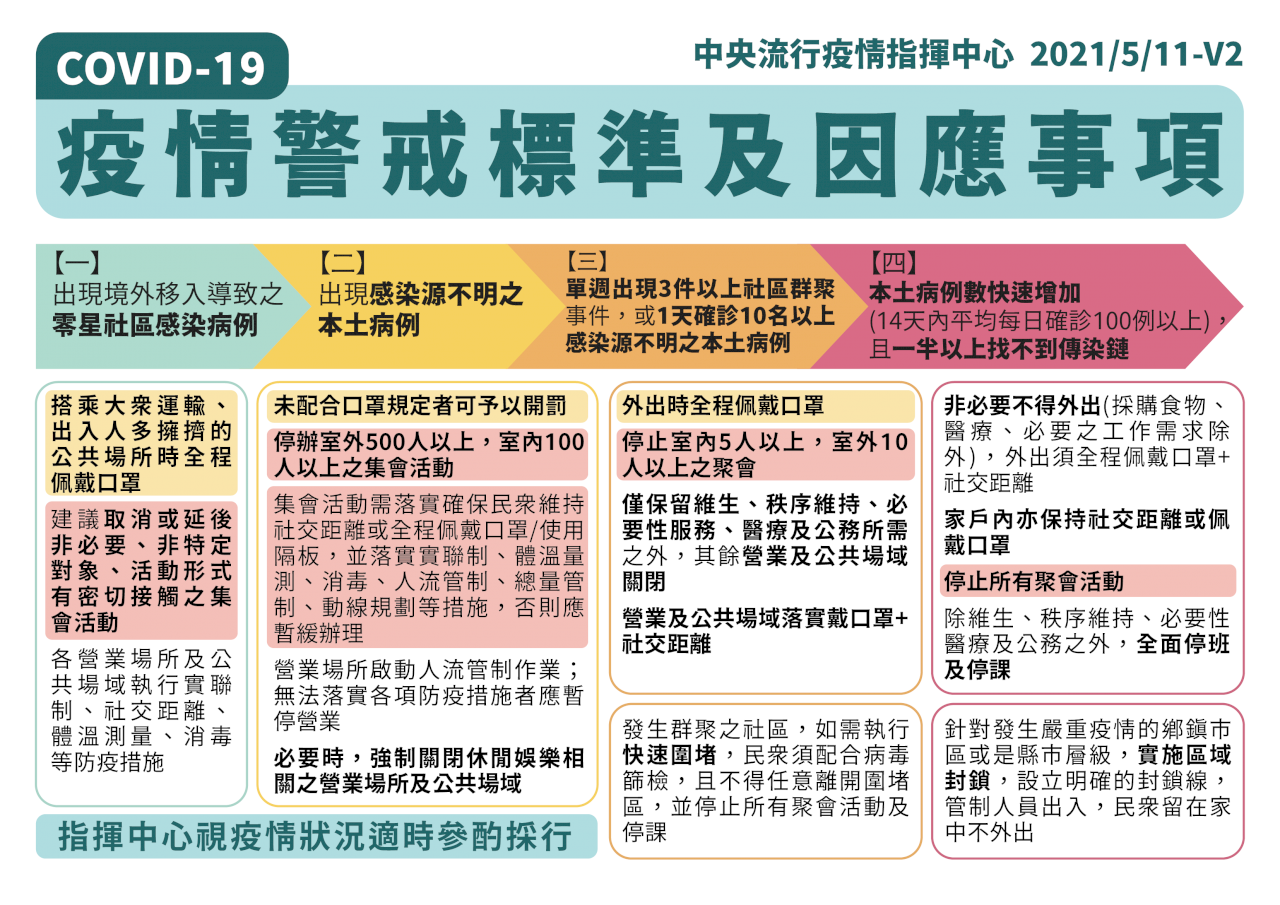 COVID-19
中央流行疫情指揮中心 2021/5/11-V2
疫情警戒標準及因應事項
【一】
出現境外移入導致之
零星社區感染病例
【二】
出現感染源不明之
本土病例
【三】
單週出現3件以上社區群聚
事件，或1天確診10名以上
感染源不明之本土病例
【四】
本土病例數快速增加
(14天內平均每日確診100例以上)，
且一半以上找不到傳染鏈
搭乘大眾運輸、
出入人多擁擠的
公共場所時全程
佩戴口罩
建議取消或延後
非必要、非特定
對象、活動形式
有密切接觸之集
會活動
各營業場所及公
共場域執行實聯
制、社交距離、
體溫測量、消毒
等防疫措施
未配合口罩規定者可予以開罰
停辦室外500人以上，室內100
人以上之集會活動
集會活動需落實確保民眾維持
社交距離或全程佩戴口罩/使用
隔板，並落實實聯制、體溫量
測、消毒、人流管制、總量管
制、動線規劃等措施，否則應
暫緩辦理
營業場所啟動人流管制作業；
無法落實各項防疫措施者應暫
停營業
必要時，強制關閉休閒娛樂相
關之營業場所及公共場域
指揮中心視疫情狀況適時參酌採行
外出時全程佩戴口罩
停止室內5人以上，室外10
人以上之聚會
僅保留維生、秩序維持、必
要性服務、醫療及公務所需
之外，其餘營業及公共場域
關閉
營業及公共場域落實戴口罩+
社交距離
發生群聚之社區，如需執行
快速圍堵，民眾須配合病毒
篩檢，且不得任意離開圍堵
區，並停止所有聚會活動及
停課
非必要不得外出(採購食物、
醫療、必要之工作需求除
外)，外出須全程佩戴口罩+
社交距離
家戶內亦保持社交距離或佩
戴口罩
停止所有聚會活動
除維生、秩序維持、必要性
醫療及公務之外，全面停班
及停課
針對發生嚴重疫情的鄉鎮市
區或是縣市層級，實施區域
封鎖，設立明確的封鎖線，
管制人員出入，民眾留在家
中不外出